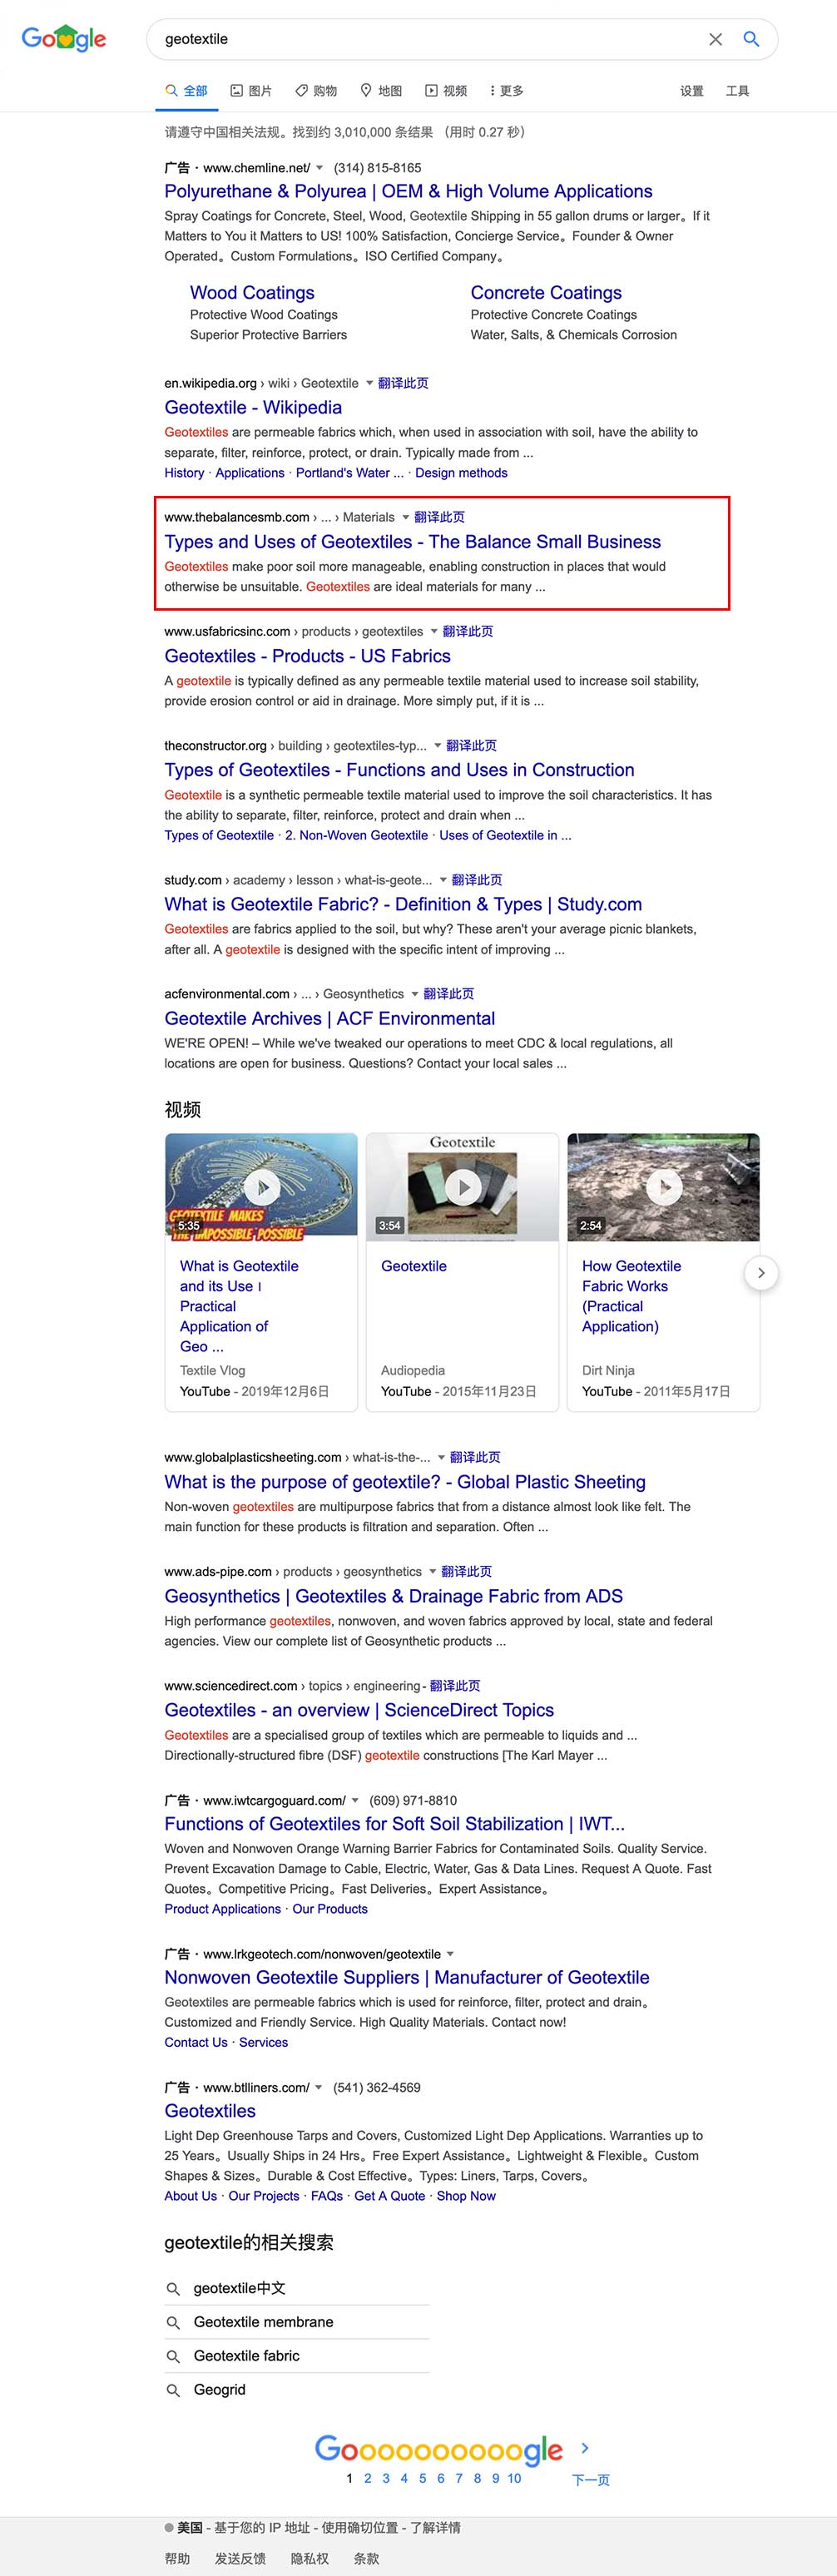 Google
geotextile
全部 图片 购物 地图 视频 更多 设置 工具
请遵守中国相关法规。找到约 3,010,000 条结果 （用时 0.27 秒）
广告 · www.chemline.net/ (314) 815-8165
Polyurethane & Polyurea | OEM & High Volume Applications
Spray Coatings for Concrete, Steel, Wood, Geotextile Shipping in 55 gallon drums or larger。If it
Matters to You it Matters to US! 100% Satisfaction, Concierge Service。Founder & Owner
Operated。Custom Formulations。ISO Certified Company。
Wood Coatings Concrete Coatings
Protective Wood Coatings Protective Concrete Coatings
Superior Protective Barriers Water, Salts, & Chemicals Corrosion
en.wikipedia.org › wiki › Geotextile 翻译此页
Geotextile - Wikipedia
Geotextiles are permeable fabrics which, when used in association with soil, have the ability to
separate, filter, reinforce, protect, or drain. Typically made from ...
History · Applications · Portland's Water ... · Design methods
www.thebalancesmb.com › ... › Materials 翻译此页
Types and Uses of Geotextiles - The Balance Small Business
Geotextiles make poor soil more manageable, enabling construction in places that would
otherwise be unsuitable. Geotextiles are ideal materials for many ...
www.usfabricsinc.com › products › geotextiles 翻译此页
Geotextiles - Products - US Fabrics
A geotextile is typically defined as any permeable textile material used to increase soil stability,
provide erosion control or aid in drainage. More simply put, if it is ...
theconstructor.org › building › geotextiles-typ... 翻译此页
Types of Geotextiles - Functions and Uses in Construction
Geotextile is a synthetic permeable textile material used to improve the soil characteristics. It has
the ability to separate, filter, reinforce, protect and drain when ...
Types of Geotextile · 2. Non-Woven Geotextile · Uses of Geotextile in ...
study.com › academy › lesson › what-is-geote... 翻译此页
What is Geotextile Fabric? - Definition & Types | Study.com
Geotextiles are fabrics applied to the soil, but why? These aren't your average picnic blankets,
after all. A geotextile is designed with the specific intent of improving ...
acfenvironmental.com › ... › Geosynthetics 翻译此页
Geotextile Archives | ACF Environmental
WE'RE OPEN! – While we've tweaked our operations to meet CDC & local regulations, all
locations are open for business. Questions? Contact your local sales ...
视频
Geotextile
GEOTEXTILE MAKES
THE IMPOSSIBLE POSSIBLE
5:35 3:54 2:54
What is Geotextile
and its Use ।
Practical
Application of
Geo ...
Textile Vlog
YouTube - 2019年12月6日
Geotextile
Audiopedia
YouTube - 2015年11月23日
How Geotextile
Fabric Works
(Practical
Application)
Dirt Ninja
YouTube - 2011年5月17日
www.globalplasticsheeting.com › what-is-the-... 翻译此页
What is the purpose of geotextile? - Global Plastic Sheeting
Non-woven geotextiles are multipurpose fabrics that from a distance almost look like felt. The
main function for these products is filtration and separation. Often ...
www.ads-pipe.com › products › geosynthetics 翻译此页
Geosynthetics | Geotextiles & Drainage Fabric from ADS
High performance geotextiles, nonwoven, and woven fabrics approved by local, state and federal
agencies. View our complete list of Geosynthetic products ...
www.sciencedirect.com › topics › engineering - 翻译此页
Geotextiles - an overview | ScienceDirect Topics
Geotextiles are a specialised group of textiles which are permeable to liquids and ...
Directionally-structured fibre (DSF) geotextile constructions [The Karl Mayer ...
广告 · www.iwtcargoguard.com/ (609) 971-8810
Functions of Geotextiles for Soft Soil Stabilization | IWT...
Woven and Nonwoven Orange Warning Barrier Fabrics for Contaminated Soils. Quality Service.
Prevent Excavation Damage to Cable, Electric, Water, Gas & Data Lines. Request A Quote. Fast
Quotes。Competitive Pricing。Fast Deliveries。Expert Assistance。
Product Applications · Our Products
广告 · www.lrkgeotech.com/nonwoven/geotextile
Nonwoven Geotextile Suppliers | Manufacturer of Geotextile
Geotextiles are permeable fabrics which is used for reinforce, filter, protect and drain。
Customized and Friendly Service. High Quality Materials. Contact now!
Contact Us · Services
广告 · www.btlliners.com/ (541) 362-4569
Geotextiles
Light Dep Greenhouse Tarps and Covers, Customized Light Dep Applications. Warranties up to
25 Years。Usually Ships in 24 Hrs。Free Expert Assistance。Lightweight & Flexible。Custom
Shapes & Sizes。Durable & Cost Effective。Types: Liners, Tarps, Covers。
About Us · Our Projects · FAQs · Get A Quote · Shop Now
geotextile的相关搜索
geotextile中文
Geotextile membrane
Geotextile fabric
Geogrid
Goooooooooogle
1 2 3 4 5 6 7 8 9 10 下一页
美国 - 基于您的 IP 地址 - 使用确切位置 - 了解详情
帮助 发送反馈 隐私权 条款